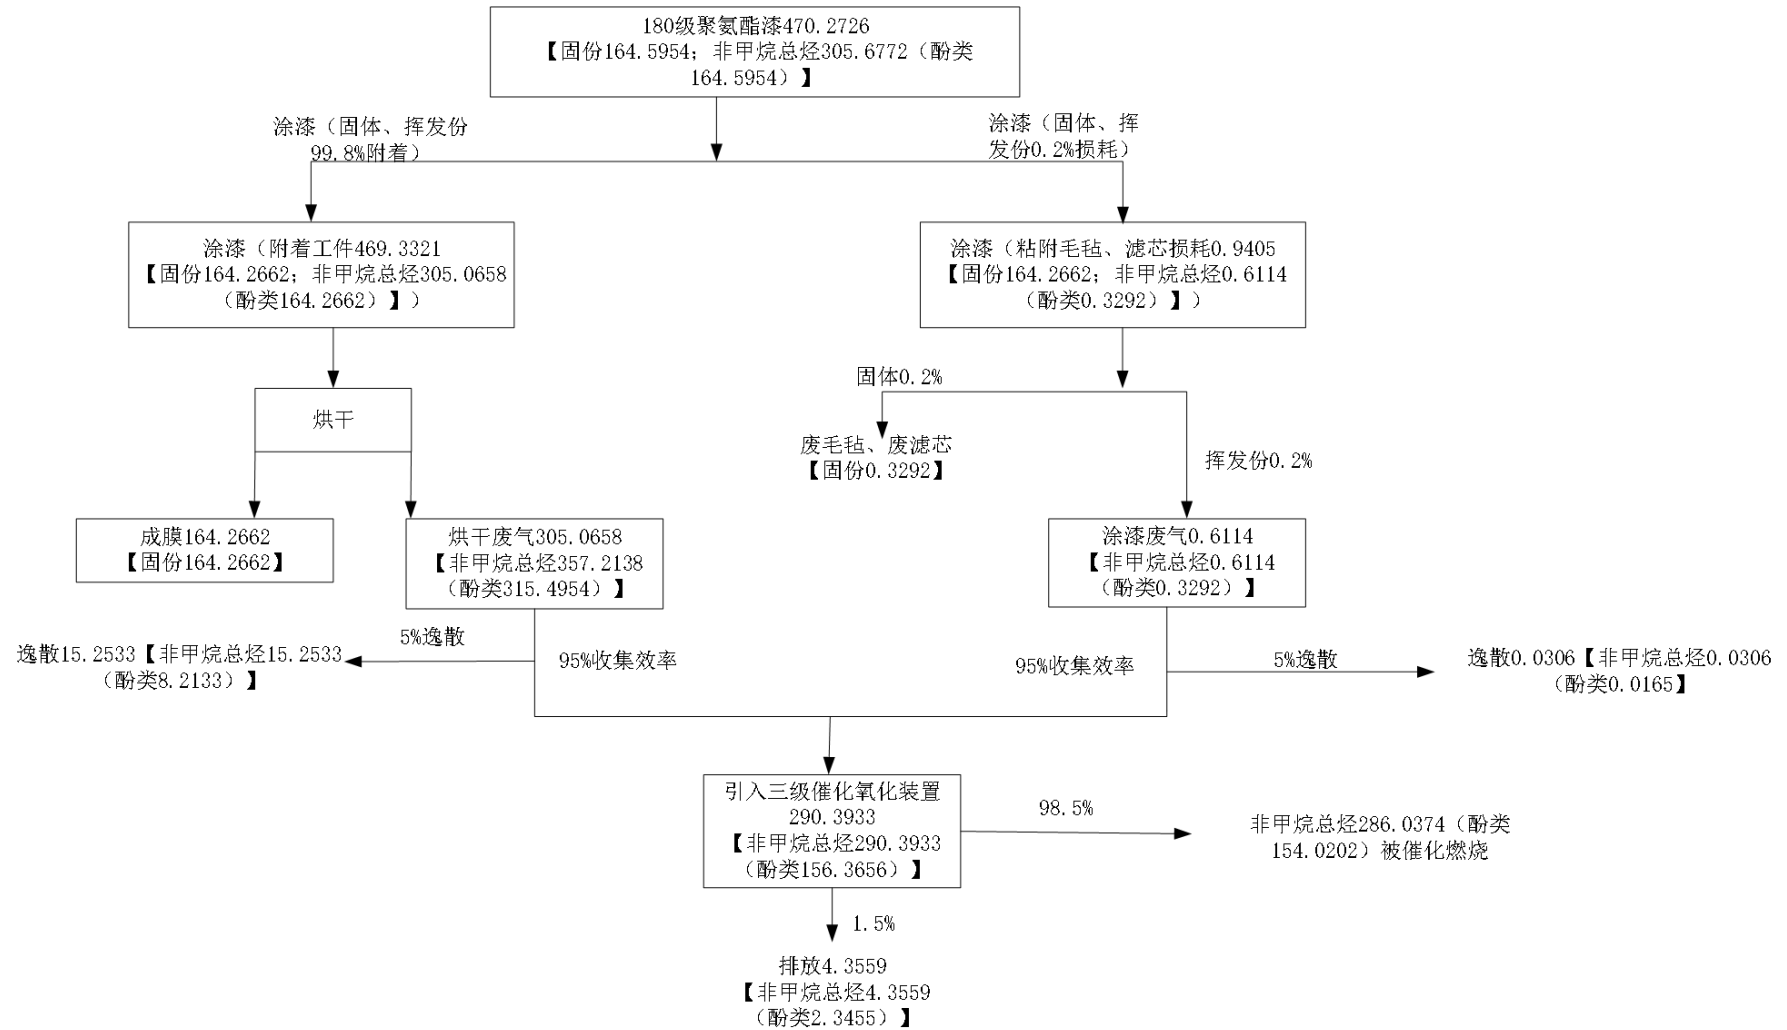 180级聚氨酯漆470.2726
【固份164.5954；非甲烷总烃305.6772（酚类
164.5954）】
涂漆（固体、挥发份
99.8%附着）
涂漆（固体、挥
发份0.2%损耗）
涂漆（附着工件469.3321
【固份164.2662；非甲烷总烃305.0658
（酚类164.2662）】）
涂漆（粘附毛毡、滤芯损耗0.9405
【固份164.2662；非甲烷总烃0.6114
（酚类0.3292）】）
固体0.2%
烘干
废毛毡、废滤芯
【固份0.3292】
挥发份0.2%
成膜164.2662
【固份164.2662】
烘干废气305.0658
【非甲烷总烃357.2138
（酚类315.4954）】
涂漆废气0.6114
【非甲烷总烃0.6114
（酚类0.3292）】
5%逸散
逸散15.2533【非甲烷总烃15.2533
（酚类8.2133）】
95%收集效率
95%收集效率
5%逸散
逸散0.0306【非甲烷总烃0.0306
（酚类0.0165】
引入三级催化氧化装置
290.3933
【非甲烷总烃290.3933
（酚类156.3656）】
98.5%
非甲烷总烃286.0374（酚类
154.0202）被催化燃烧
1.5%
排放4.3559
【非甲烷总烃4.3559
（酚类2.3455）】